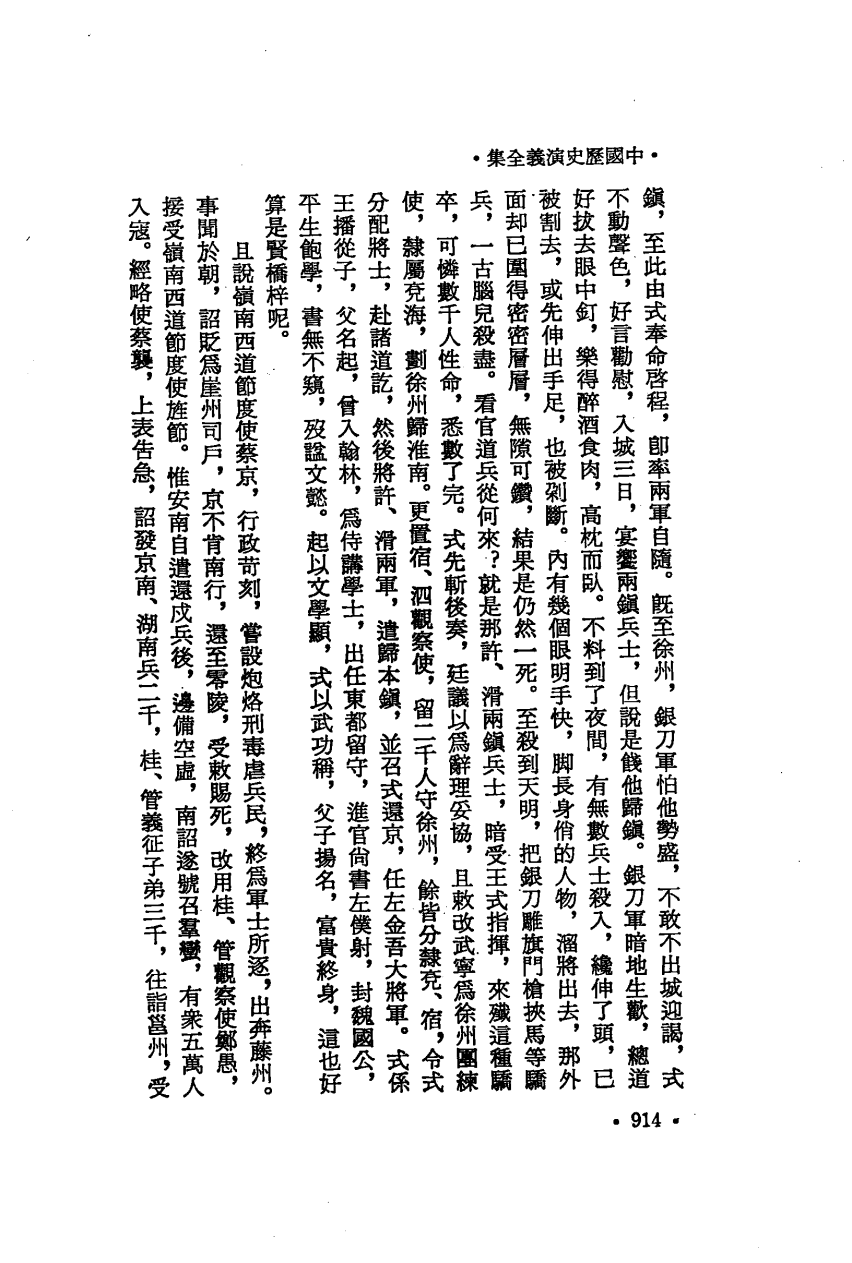 •中國歷史演義全集•
鎭，至此由式奉命啓程，卽率兩軍自隨。旣至徐州，銀刀軍怕他勢盛，不敢不出城迎謁，式
不動聲色，好言勸慰，入城三日，宴饗兩鎭兵士，但說是餞他歸鎭。銀刀軍暗地生歡，總道
好拔去眼中釘，樂得醉酒食肉，高枕而臥。不料到了夜間，有無數兵士殺入，纔伸了頭，已
被割去，或先伸出手足，也被剁斷。內有幾個眼明手快，脚長身俏的人物，溜將出去，那外
面却已圍得密密層層，無隙可鑽，結果是仍然一死。至殺到天明，把銀刀雕旗門槍挾馬等驕
兵，一古腦兒殺盡。看官道兵從何來？就是那許、滑兩鎭兵士，暗受王式指揮，來殲這種驕
卒，可憐數千人性命，悉數了完。式先斬後奏，廷議以爲辭理妥協，且敕改武寧爲徐州團練
使，隸屬兗海，劃徐州歸淮南。更置宿、泗觀察使，留二千人守徐州，餘皆分隸兗、宿，令式
分配將士，赴諸道訖，然後將許、滑兩軍，遣歸本鎭，並召式還京，任左金吾大將軍。式係
王播從子，父名起，曾入翰林，爲侍講學士，出任東都留守，進官尙書左僕射，封魏國公，
平生飽學，書無不窺，歿諡文懿。起以文學顯，式以武功稱，父子揚名，富貴終身，這也好
算是賢橋梓呢。
且說嶺南西道節度使蔡京，行政苛刻，嘗設炮烙刑毒虐兵民，終爲軍士所逐，出奔藤州。
事聞於朝，詔貶爲崖州司戶，京不肯南行，還至零陵，受敕賜死，改用桂、管觀察使鄭愚，
接受嶺南西道節度使旌節。惟安南自遣還戍兵後，邊備空虛，南詔遂號召羣蠻，有衆五萬人
入寇。經略使蔡襲，上表告急，詔發京南、湖南兵二千，桂、管義征子弟三千，往詣邕州，受
•914•